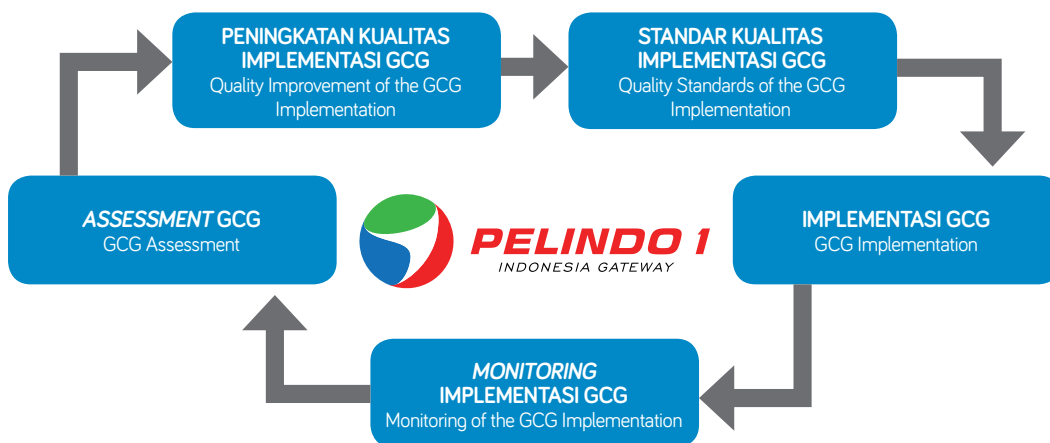 PENINGKATAN KUALITAS
IMPLEMENTASI GCG
Quality Improvement of the GCG
Implementation
STANDAR KUALITAS
IMPLEMENTASI GCG
Quality Standards of the GCG
Implementation
ASSESSMENT GCG
GCG Assessment
PELINDO 1
INDONESIA GATEWAY
IMPLEMENTASI GCG
GCG Implementation
MONITORING
IMPLEMENTASI GCG
Monitoring of the GCG Implementation